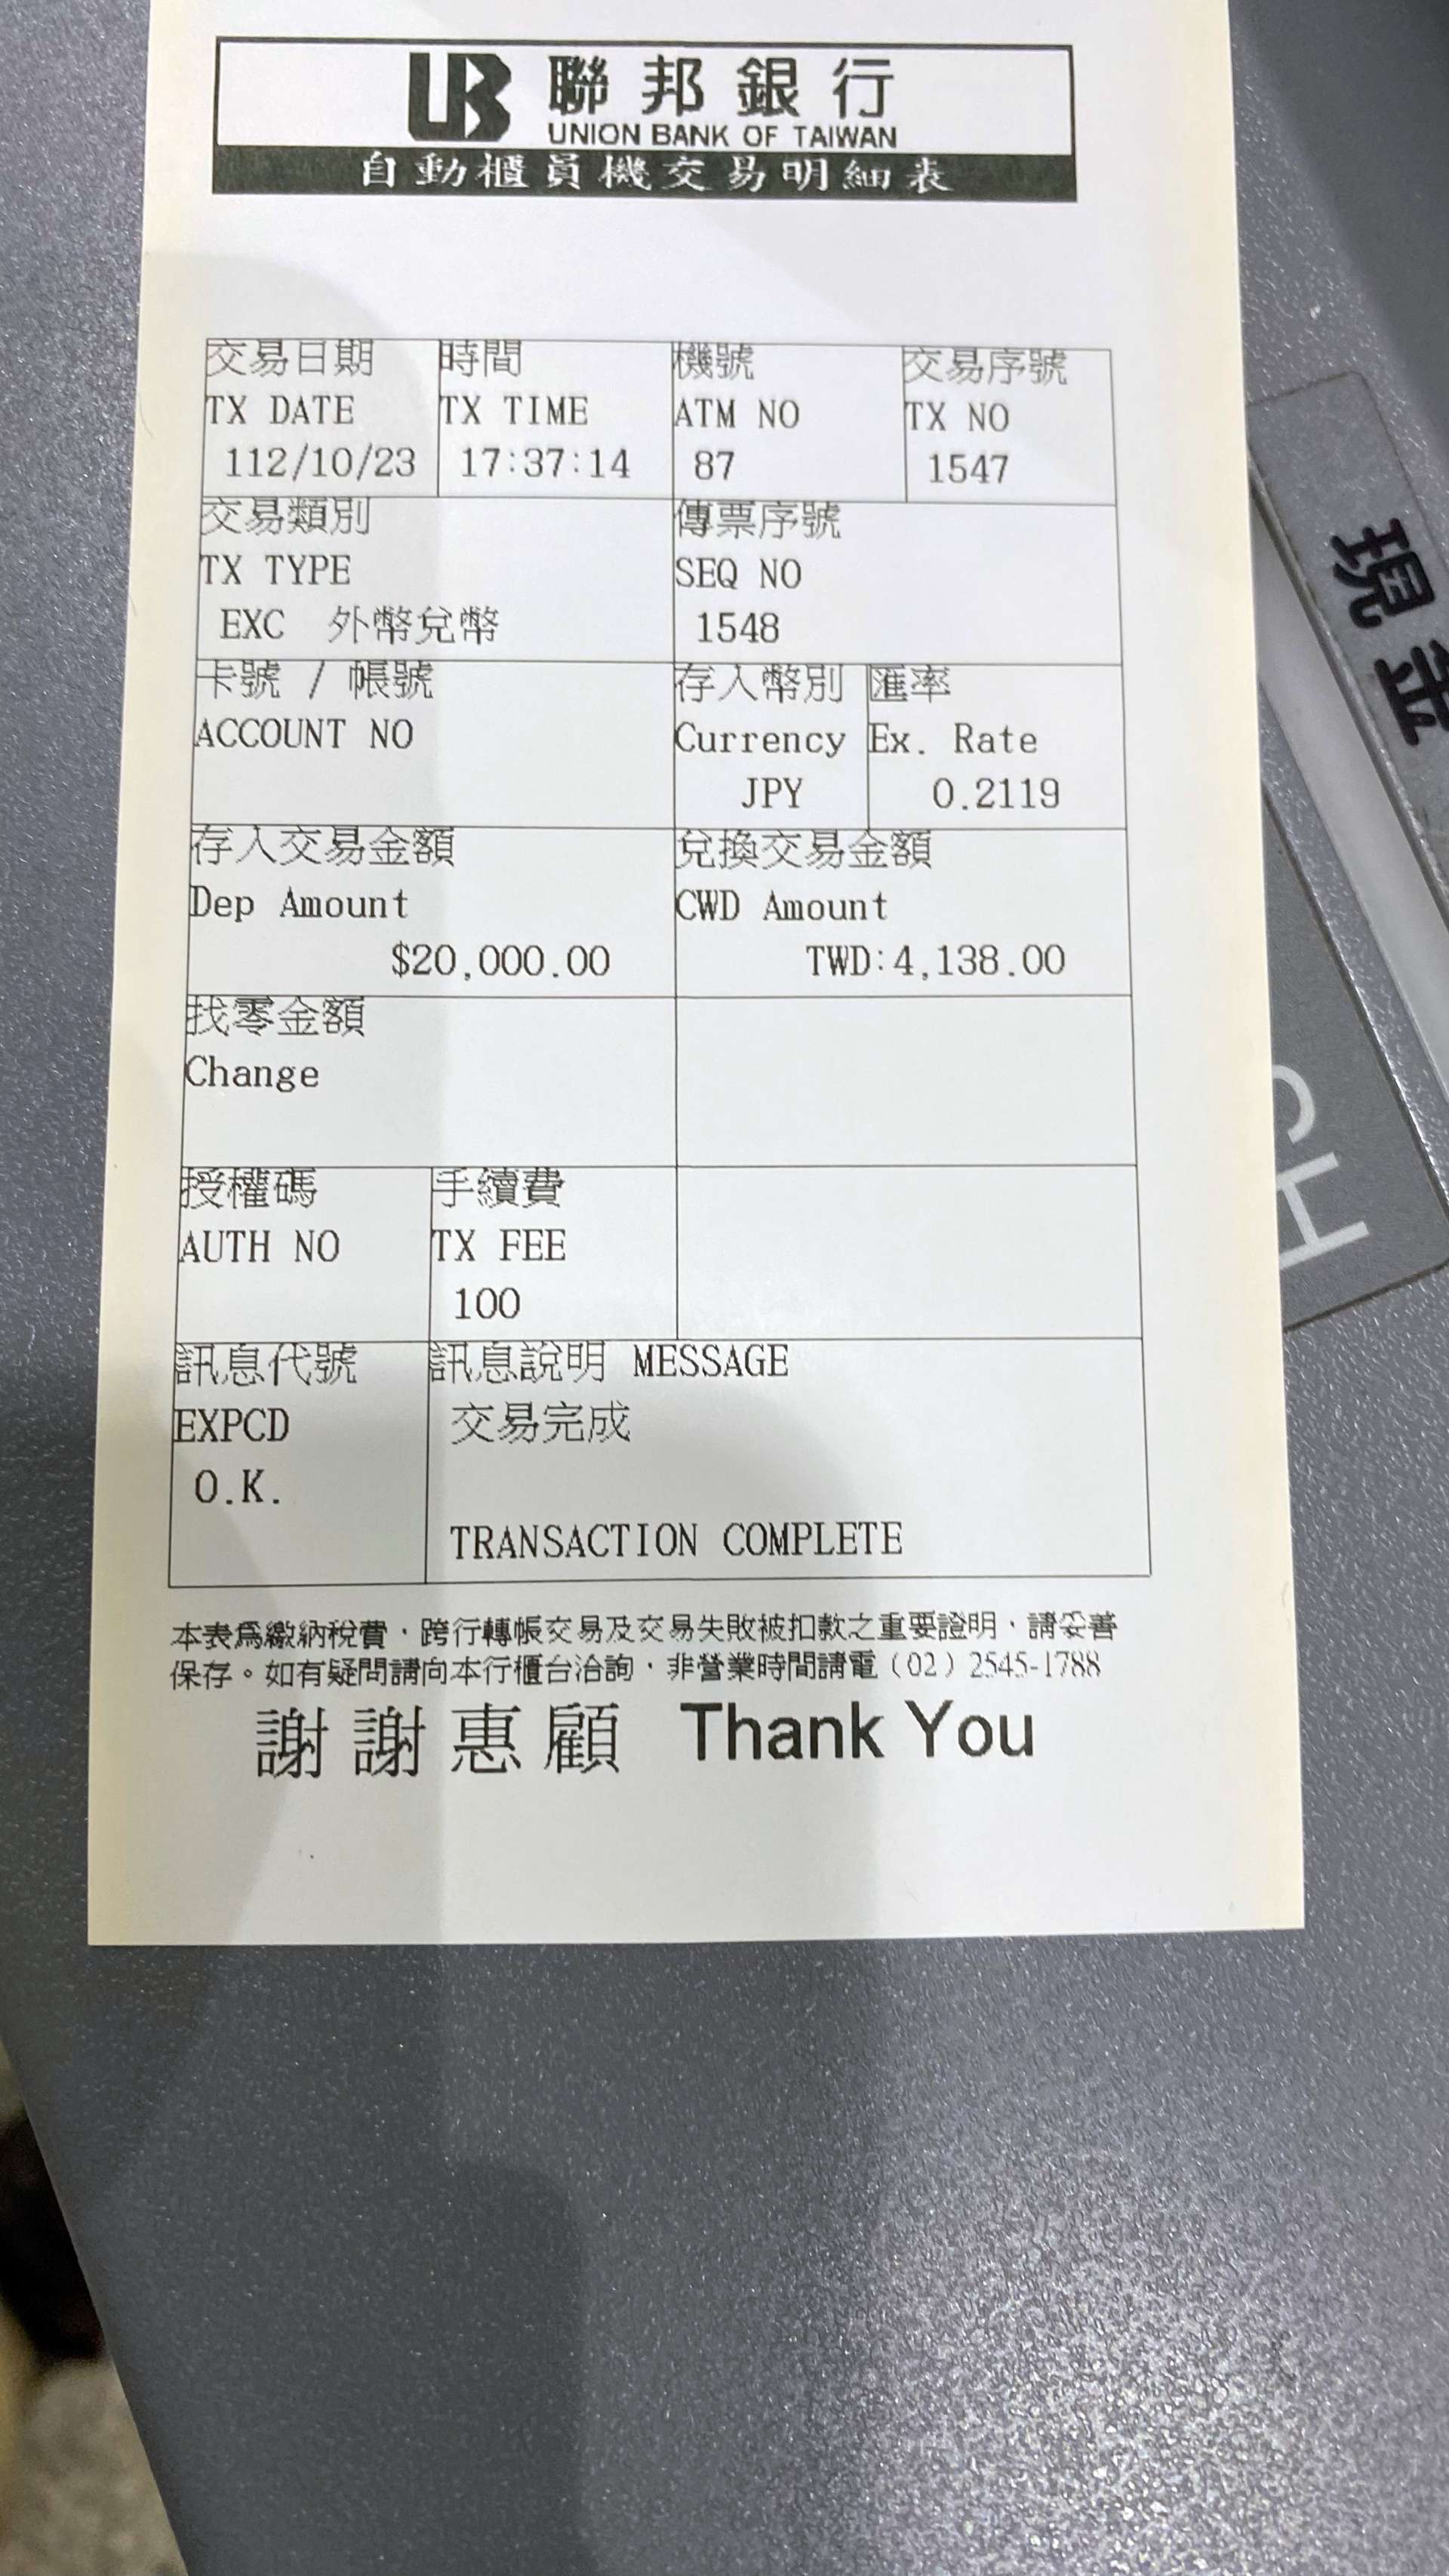 UB 聯邦銀行
UNION BANK OF TAIWAN
自動櫃員機交易明細表
交易日期 時間 機號 交易序號
TX DATE TX TIME ATM NO TX NO
112/10/23 17:37:14 87 1547
交易類別 傳票序號
TX TYPE SEQ NO
EXC 外幣兌幣 1548
卡號 / 帳號 存入幣別 匯率
ACCOUNT NO Currency Ex. Rate
JPY 0.2119
存入交易金額 兌換交易金額
Dep Amount CWD Amount
$20,000.00 TWD:4,138.00
找零金額
Change
授權碼 手續費
AUTH NO TX FEE
100
訊息代號 訊息說明 MESSAGE
EXPCD 交易完成
O.K.
TRANSACTION COMPLETE
本表為繳納稅費,跨行轉帳交易及交易失敗被扣款之重要證明,請妥善
保存。如有疑問請向本行櫃台洽詢,非營業時間請電(02)2545-1788
謝謝惠顧 Thank You
現金